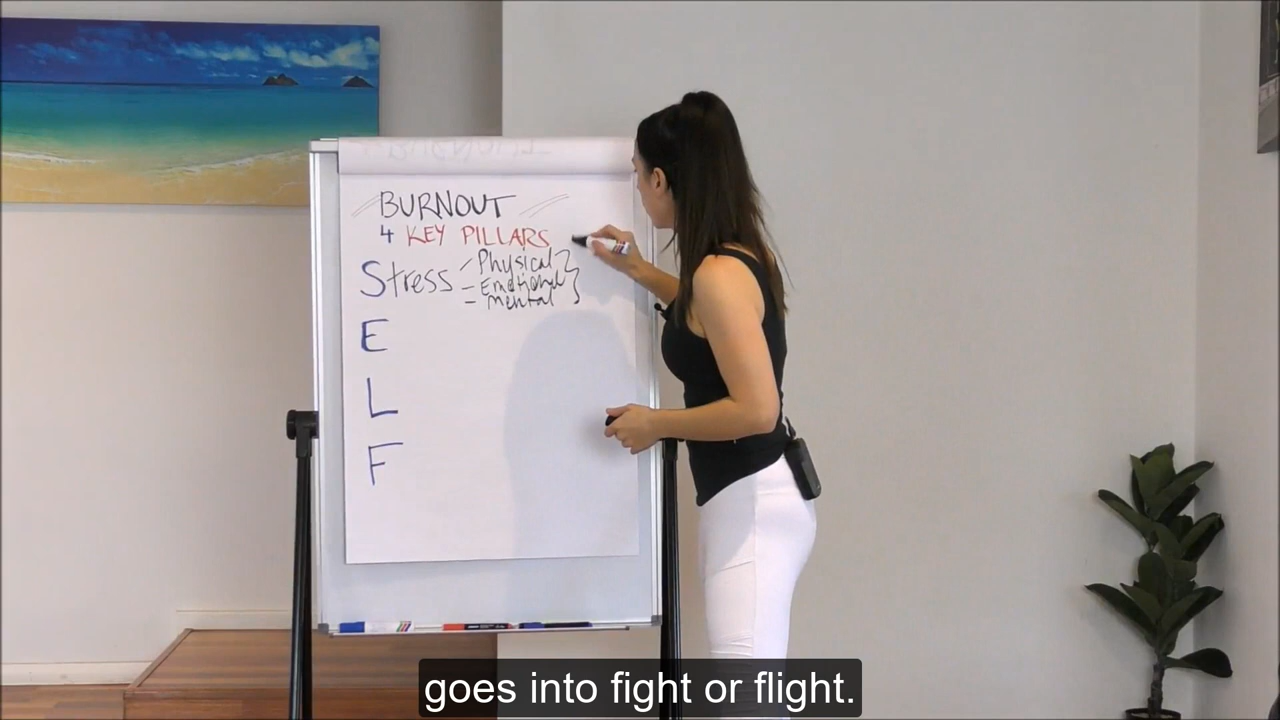 BURNOUT
4 KEY PILLARS
Stress - Physical
- Emotional
- Mental
E
L
F
goes into fight or flight.